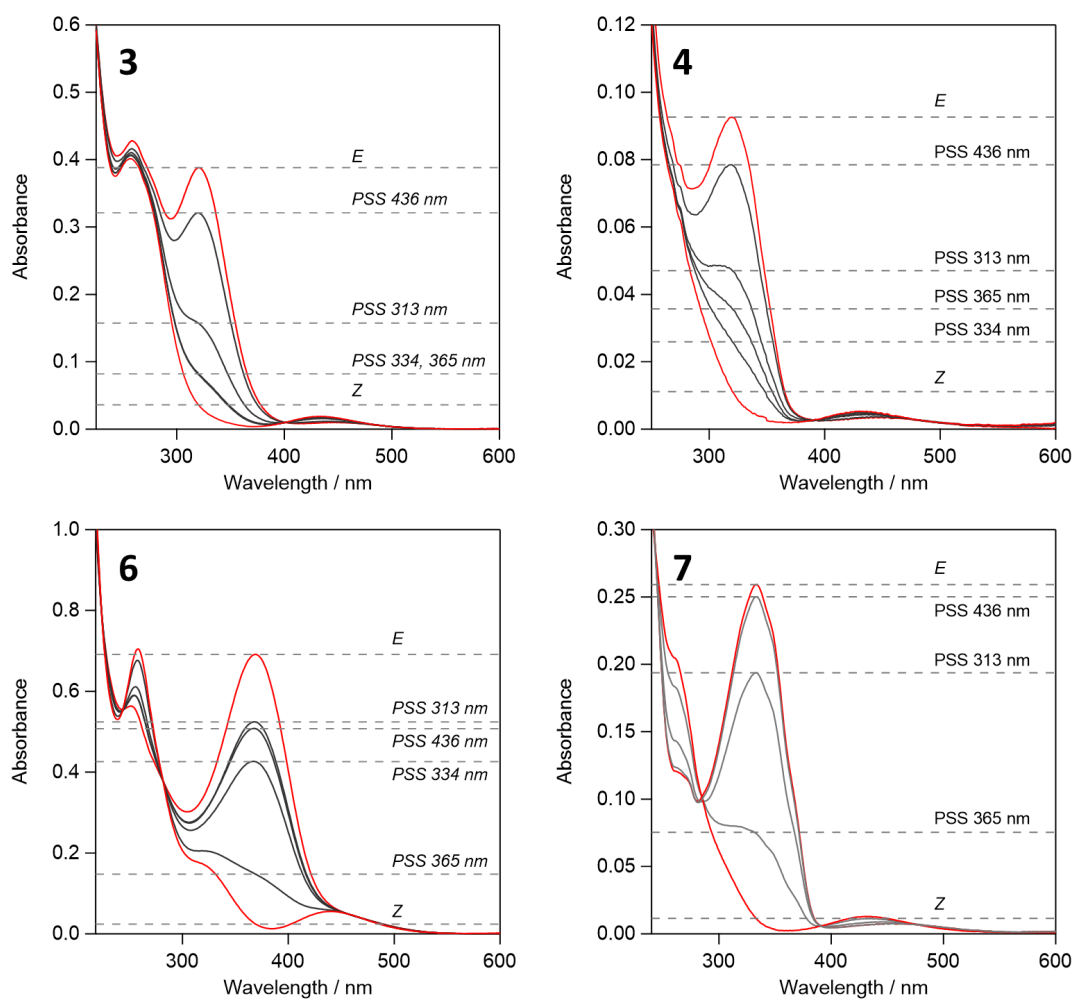 3
0.6
0.5
0.4
0.3
0.2
0.1
0.0
Absorbance
E
PSS 436 nm
PSS 313 nm
PSS 334, 365 nm
Z
300
400
500
600
Wavelength / nm
4
0.12
0.10
0.08
0.06
0.04
0.02
0.00
Absorbance
E
PSS 436 nm
PSS 313 nm
PSS 365 nm
PSS 334 nm
Z
300
400
500
600
Wavelength / nm
6
1.0
0.8
0.6
0.4
0.2
0.0
Absorbance
E
PSS 313 nm
PSS 436 nm
PSS 334 nm
PSS 365 nm
Z
300
400
500
600
Wavelength / nm
7
0.30
0.25
0.20
0.15
0.10
0.05
0.00
Absorbance
E
PSS 436 nm
PSS 313 nm
PSS 365 nm
Z
300
400
500
600
Wavelength / nm